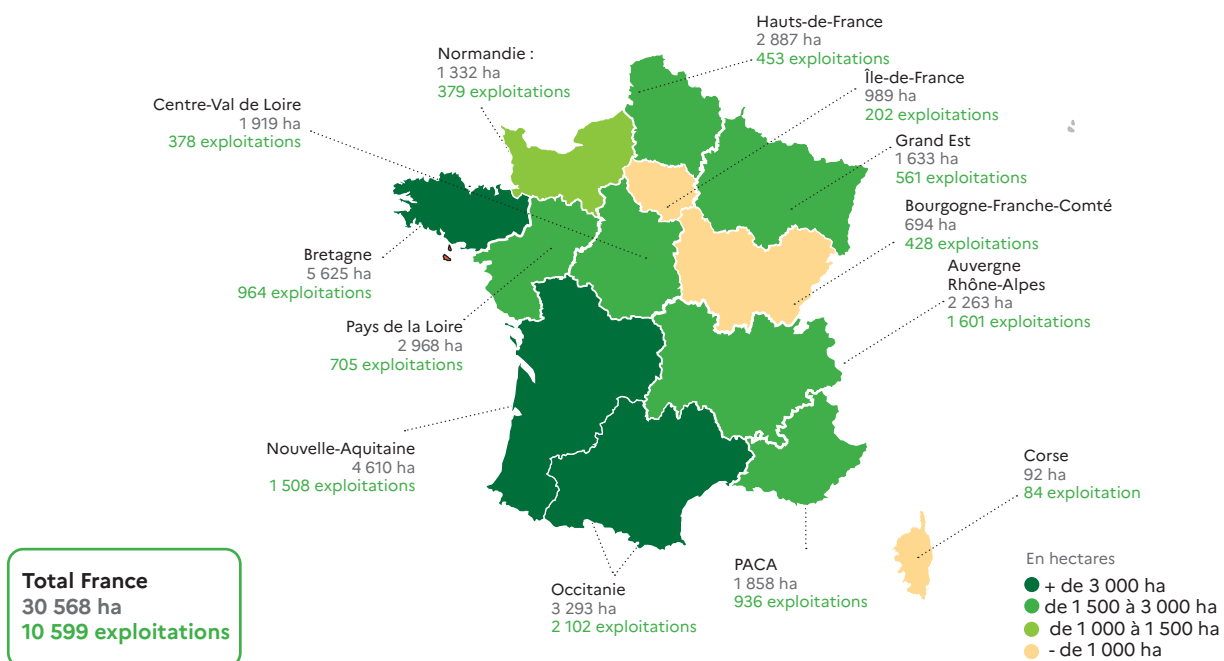 Hauts-de-France
2 887 ha
453 exploitations
Normandie :
1 332 ha
379 exploitations
Île-de-France
989 ha
202 exploitations
Centre-Val de Loire
1 919 ha
378 exploitations
Grand Est
1 633 ha
561 exploitations
Bourgogne-Franche-Comté
694 ha
428 exploitations
Bretagne
5 625 ha
964 exploitations
Auvergne
Rhône-Alpes
2 263 ha
1 601 exploitations
Pays de la Loire
2 968 ha
705 exploitations
Nouvelle-Aquitaine
4 610 ha
1 508 exploitations
Corse
92 ha
84 exploitation
PACA
1 858 ha
936 exploitations
Occitanie
3 293 ha
2 102 exploitations
Total France
30 568 ha
10 599 exploitations
En hectares
+ de 3 000 ha
de 1 500 à 3 000 ha
de 1 000 à 1 500 ha
- de 1 000 ha